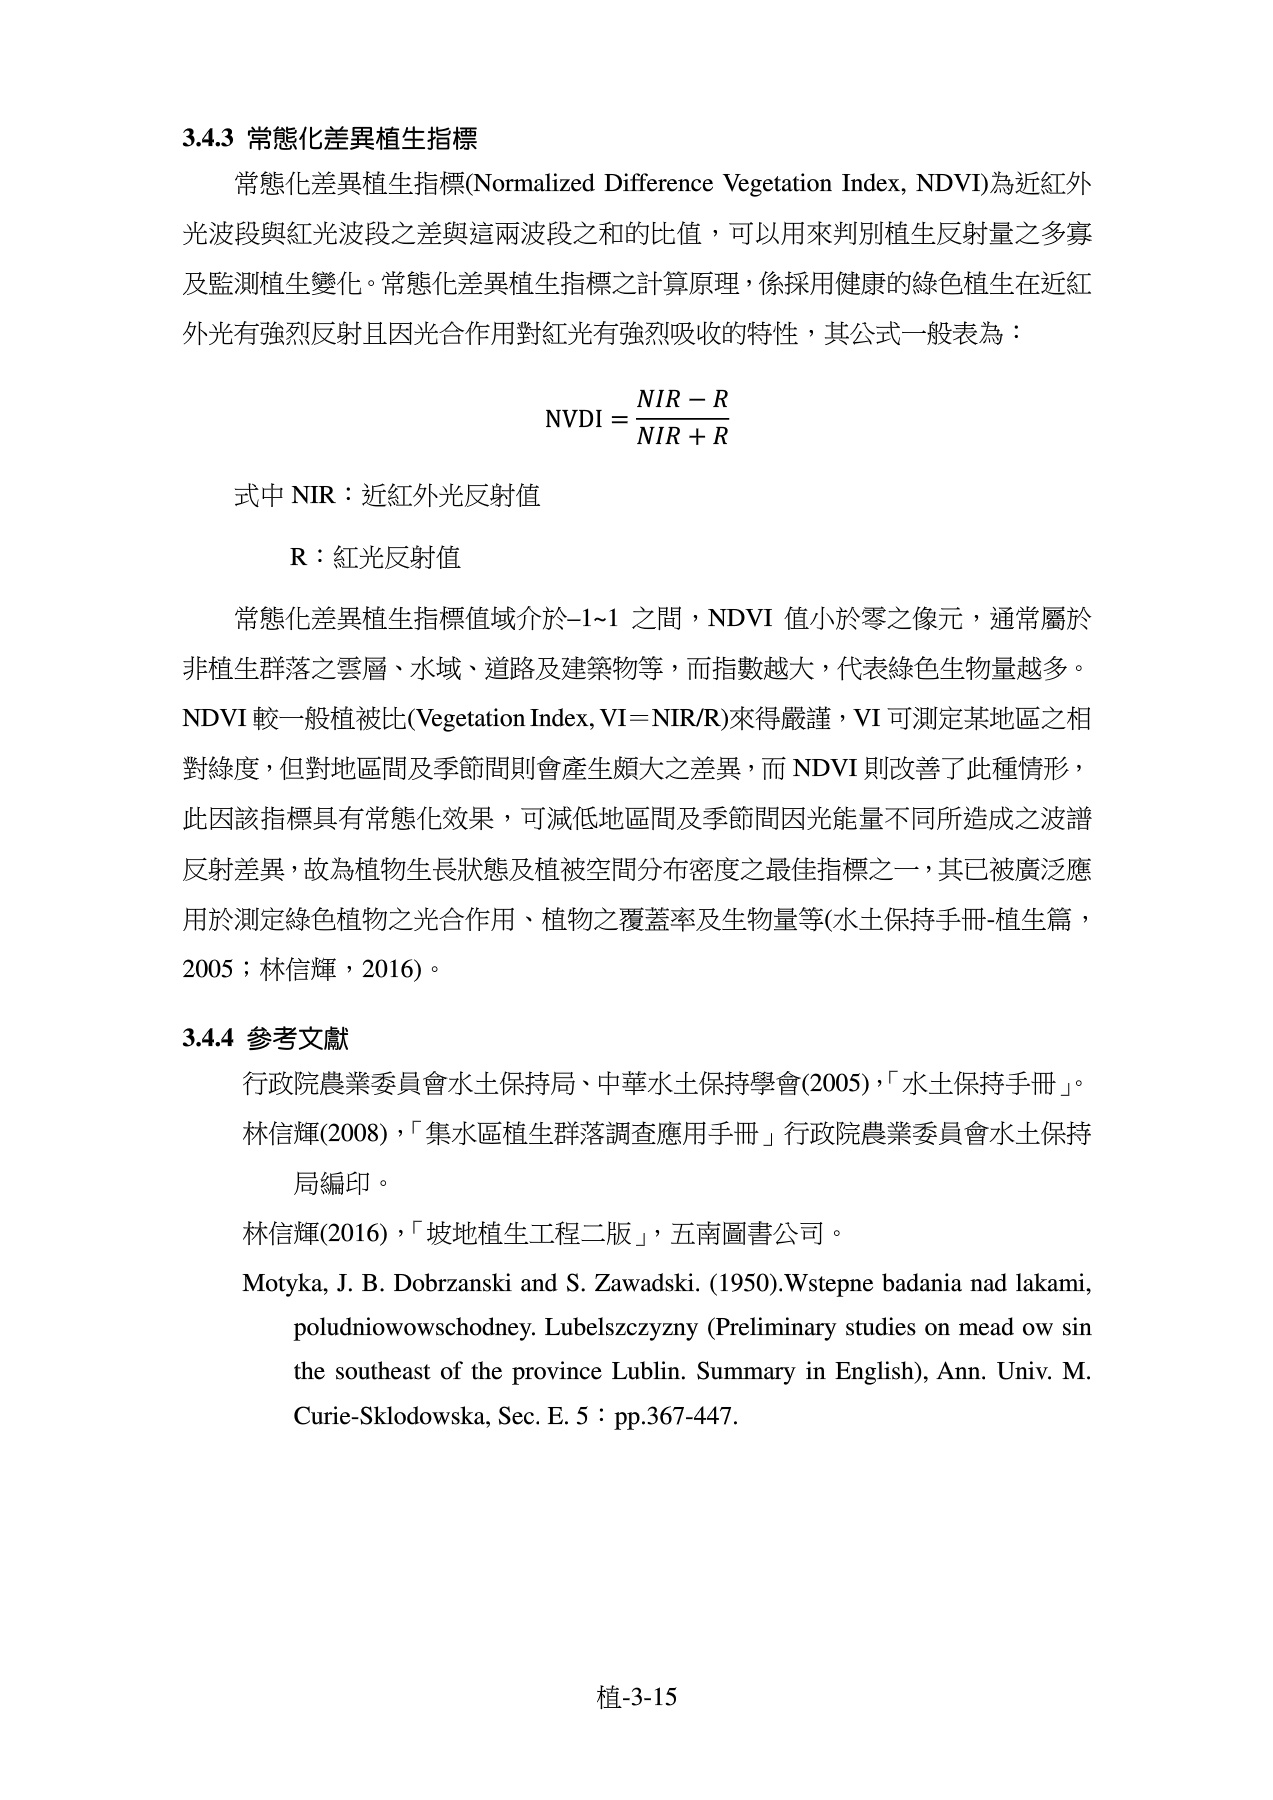 3.4.3 常態化差異植生指標
常態化差異植生指標(Normalized Difference Vegetation Index, NDVI)為近紅外
光波段與紅光波段之差與這兩波段之和的比值，可以用來判別植生反射量之多寡
及監測植生變化。常態化差異植生指標之計算原理，係採用健康的綠色植生在近紅
外光有強烈反射且因光合作用對紅光有強烈吸收的特性，其公式一般表為：
NVDI = (NIR − R)/(NIR + R)
式中 NIR：近紅外光反射值
R：紅光反射值
常態化差異植生指標值域介於–1~1 之間，NDVI 值小於零之像元，通常屬於
非植生群落之雲層、水域、道路及建築物等，而指數越大，代表綠色生物量越多。
NDVI 較一般植被比(Vegetation Index, VI＝NIR/R)來得嚴謹，VI 可測定某地區之相
對綠度，但對地區間及季節間則會產生頗大之差異，而 NDVI 則改善了此種情形，
此因該指標具有常態化效果，可減低地區間及季節間因光能量不同所造成之波譜
反射差異，故為植物生長狀態及植被空間分布密度之最佳指標之一，其已被廣泛應
用於測定綠色植物之光合作用、植物之覆蓋率及生物量等(水土保持手冊-植生篇，
2005；林信輝，2016)。
3.4.4 參考文獻
行政院農業委員會水土保持局、中華水土保持學會(2005)，「水土保持手冊」。
林信輝(2008)，「集水區植生群落調查應用手冊」行政院農業委員會水土保持
局編印。
林信輝(2016)，「坡地植生工程二版」，五南圖書公司。
Motyka, J. B. Dobrzanski and S. Zawadski. (1950).Wstepne badania nad lakami,
poludniowowschodney. Lubelszczyzny (Preliminary studies on mead ow sin
the southeast of the province Lublin. Summary in English), Ann. Univ. M.
Curie-Sklodowska, Sec. E. 5：pp.367-447.
植-3-15